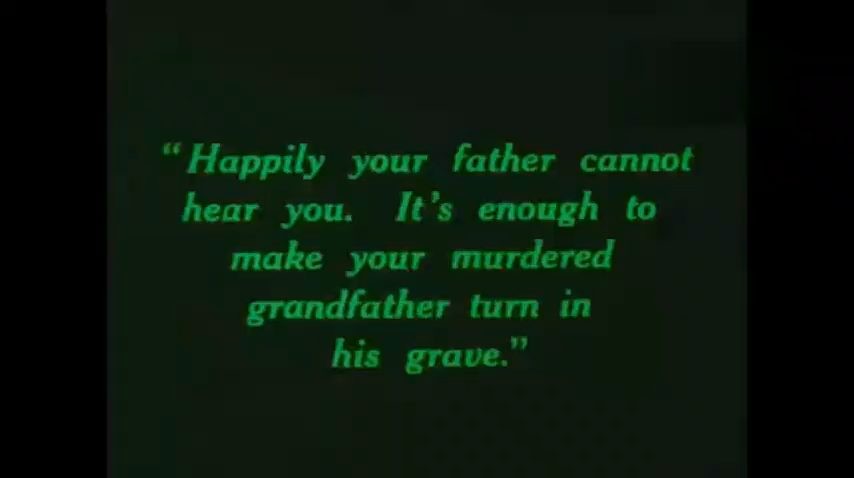 “Happily your father cannot
hear you. It’s enough to
make your murdered
grandfather turn in
his grave.”